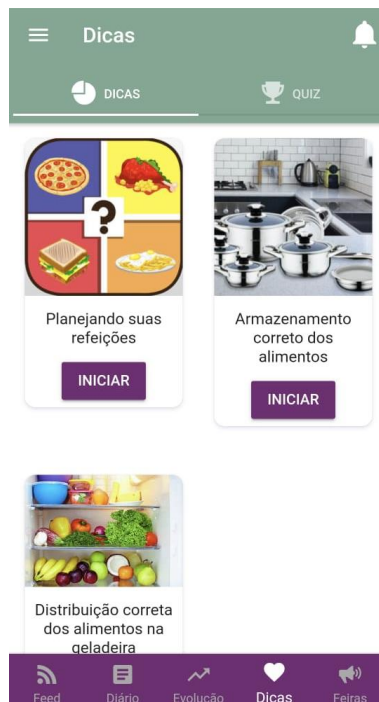 Dicas
DICAS
QUIZ
?
Planejando suas
refeições
INICIAR
Armazenamento
correto dos
alimentos
INICIAR
Distribuição correta
dos alimentos na
geladeira
Feed
Diário
Evolução
Dicas
Feiras